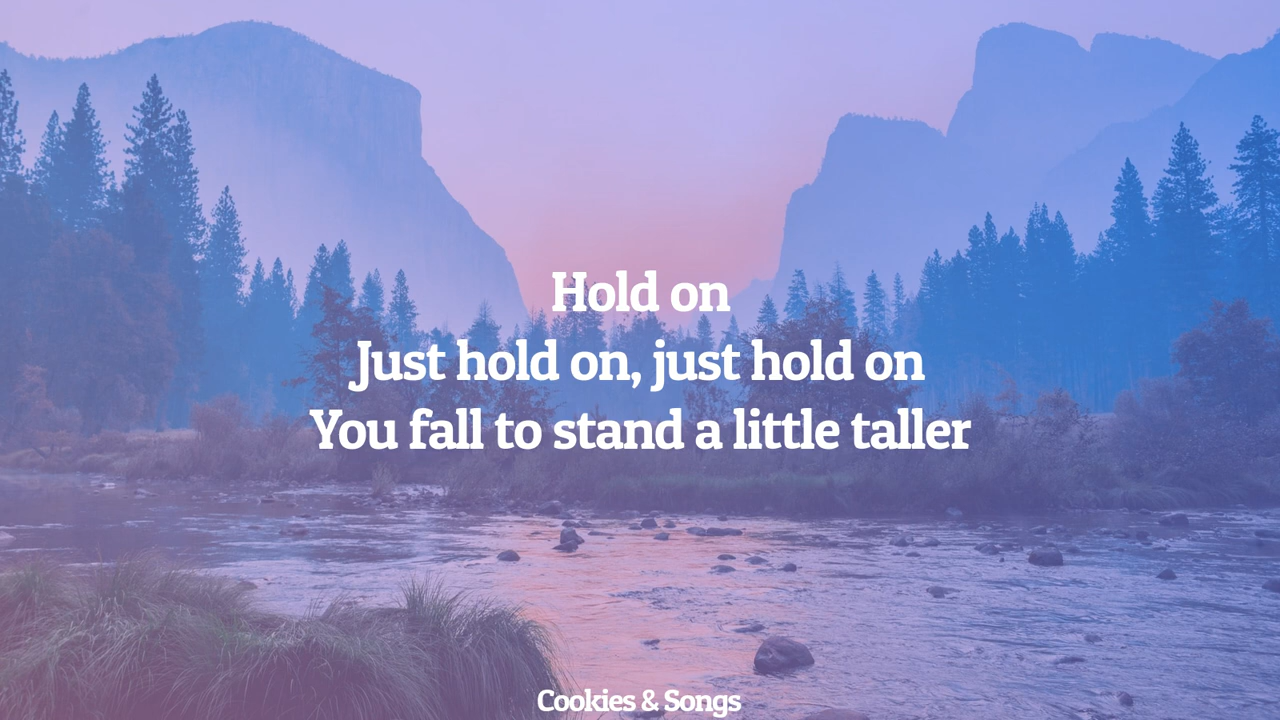 Hold on
Just hold on, just hold on
You fall to stand a little taller
Cookies & Songs